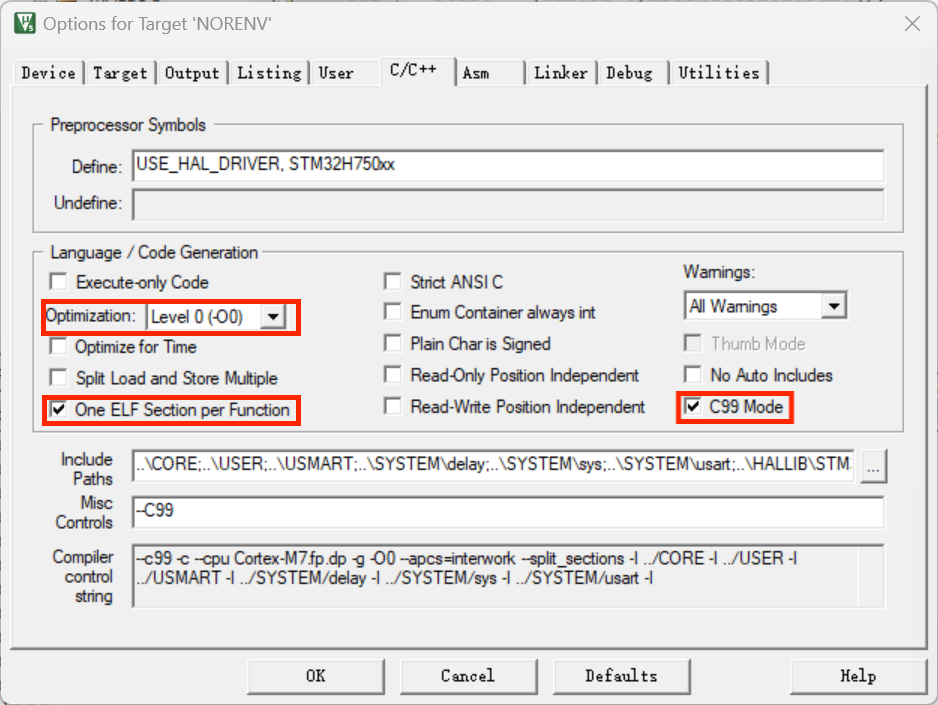 Options for Target 'NORENV'
Device Target Output Listing User C/C++ Asm Linker Debug Utilities
Preprocessor Symbols
Define: USE_HAL_DRIVER, STM32H750xx
Undefine:
Language / Code Generation
Execute-only Code
Optimization: Level 0 (-O0)
Optimize for Time
Split Load and Store Multiple
One ELF Section per Function
Strict ANSI C
Enum Container always int
Plain Char is Signed
Read-Only Position Independent
Read-Write Position Independent
Warnings:
All Warnings
Thumb Mode
No Auto Includes
C99 Mode
Include
Paths
..\CORE;..\USER;..\USMART;..\SYSTEM\delay;..\SYSTEM\sys;..\SYSTEM\usart;..\HALLIB\STM
...
Misc
Controls
--C99
Compiler
control
string
--c99 -c --cpu Cortex-M7.fp.dp -g -O0 --apcs=interwork --split_sections -I ../CORE -I ../USER -I
../USMART -I ../SYSTEM/delay -I ../SYSTEM/sys -I ../SYSTEM/usart -I
OK Cancel Defaults Help